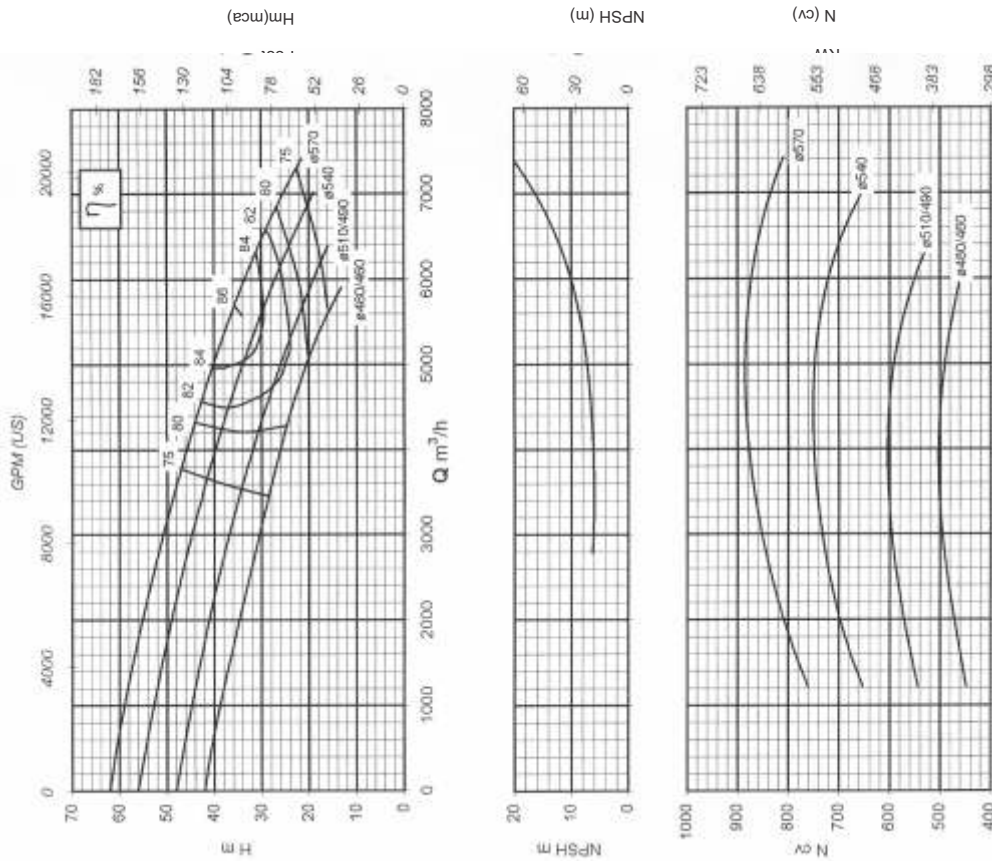 Hm(mca)
NPSH (m)
N (cv)
GPM (US)
0 4000 8000 12000 16000 20000
70 60 50 40 30 20 10 0
H m
182 156 130 104 78 52 26 0
η %
75 - 80 82 84 86 84 82 80 75
ø570
ø540
ø510/490
ø480/460
0 1000 2000 3000 5000 6000 7000 8000
Q m³/h
20 10 0
NPSH m
60 30 0
1000 900 800 700 600 500 400
N cv
723 638 553 468 383 298
ø570
ø540
ø510/490
ø480/460